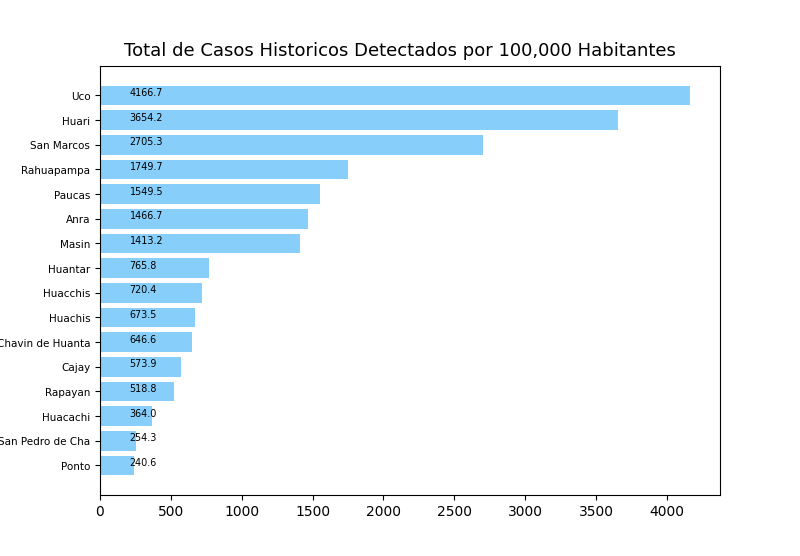 Total de Casos Historicos Detectados por 100,000 Habitantes
Uco 4166.7
Huari 3654.2
San Marcos 2705.3
Rahuapampa 1749.7
Paucas 1549.5
Anra 1466.7
Masin 1413.2
Huantar 765.8
Huacchis 720.4
Huachis 673.5
Chavin de Huanta 646.6
Cajay 573.9
Rapayan 518.8
Huacachi 364.0
San Pedro de Cha 254.3
Ponto 240.6
0 500 1000 1500 2000 2500 3000 3500 4000